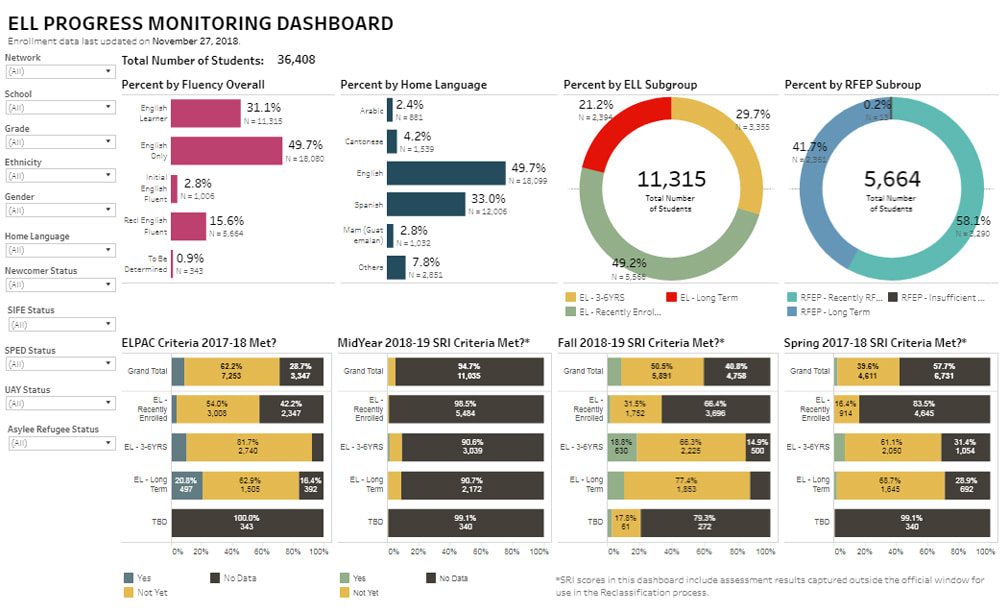 ELL PROGRESS MONITORING DASHBOARD
Enrollment data last updated on November 27, 2018.
Network
(All)
School
(All)
Grade
(All)
Ethnicity
(All)
Gender
(All)
Home Language
(All)
Newcomer Status
(All)
SIFE Status
(All)
SPED Status
(All)
UAY Status
(All)
Asylee Refugee Status
(All)
Total Number of Students: 36,408
Percent by Fluency Overall
English
Learner
31.1%
N = 11,315
English
Only
49.7%
N = 18,080
Initial
English
Fluent
2.8%
N = 1,006
Recl English
Fluent
15.6%
N = 5,664
To Be
Determined
0.9%
N = 343
Percent by Home Language
Arabic
2.4%
N = 881
Cantonese
4.2%
N = 1,539
English
49.7%
N = 18,099
Spanish
33.0%
N = 12,006
Mam (Guat
emalan)
2.8%
N = 1,032
Others
7.8%
N = 2,851
Percent by ELL Subgroup
21.2%
N = 2,394
29.7%
N = 3,355
11,315
Total Number
of Students
49.2%
N = 5,566
EL - 3-6YRS
EL - Long Term
EL - Recently Enrol...
Percent by RFEP Subroup
0.2%
N = 13
41.7%
N = 2,361
5,664
Total Number
of Students
58.1%
N = 3,290
RFEP - Recently RF...
RFEP - Insufficient ...
RFEP - Long Term
ELPAC Criteria 2017-18 Met?
Grand Total
62.2%
7,253
28.7%
3,347
EL -
Recently
Enrolled
54.0%
3,008
42.2%
2,347
EL - 3-6YRS
81.7%
2,740
EL - Long
Term
20.8%
497
62.9%
1,505
16.4%
392
TBD
100.0%
343
0% 20% 40% 60% 80% 100%
Yes
No Data
Not Yet
MidYear 2018-19 SRI Criteria Met?*
Grand Total
94.7%
11,035
EL -
Recently
Enrolled
98.5%
5,484
EL - 3-6YRS
90.6%
3,039
EL - Long
Term
90.7%
2,172
TBD
99.1%
340
0% 20% 40% 60% 80% 100%
Yes
No Data
Not Yet
Fall 2018-19 SRI Criteria Met?*
Grand Total
50.5%
5,891
40.8%
4,758
EL -
Recently
Enrolled
31.5%
1,752
66.4%
3,696
EL - 3-6YRS
18.8%
630
66.3%
2,225
14.9%
500
EL - Long
Term
77.4%
1,853
TBD
17.8%
61
79.3%
272
0% 20% 40% 60% 80% 100%
Spring 2017-18 SRI Criteria Met?*
Grand Total
39.6%
4,611
57.7%
6,731
EL -
Recently
Enrolled
16.4%
914
83.5%
4,645
EL - 3-6YRS
61.1%
2,050
31.4%
1,054
EL - Long
Term
68.7%
1,645
28.9%
692
TBD
99.1%
340
0% 20% 40% 60% 80% 100%
*SRI scores in this dashboard include assessment results captured outside the official window for
use in the Reclassification process.